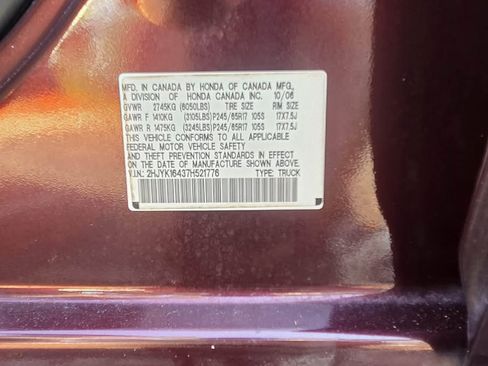 MFD. IN CANADA BY HONDA OF CANADA MFG.,
A DIVISION OF HONDA CANADA INC. 10/06
GVWR 2745KG (6050LBS) TIRE SIZE RIM SIZE
GAWR F 1410KG (3105LBS) P245/65R17 105S 17X7.5J
GAWR R 1475KG (3245LBS) P245/65R17 105S 17X7.5J
THIS VEHICLE CONFORMS TO ALL APPLICABLE
FEDERAL MOTOR VEHICLE SAFETY
AND THEFT PREVENTION STANDARDS IN EFFECT
ON THE DATE OF MANUFACTURE SHOWN ABOVE.
V.I.N.: 2HJYK16437H521776
TYPE: TRUCK